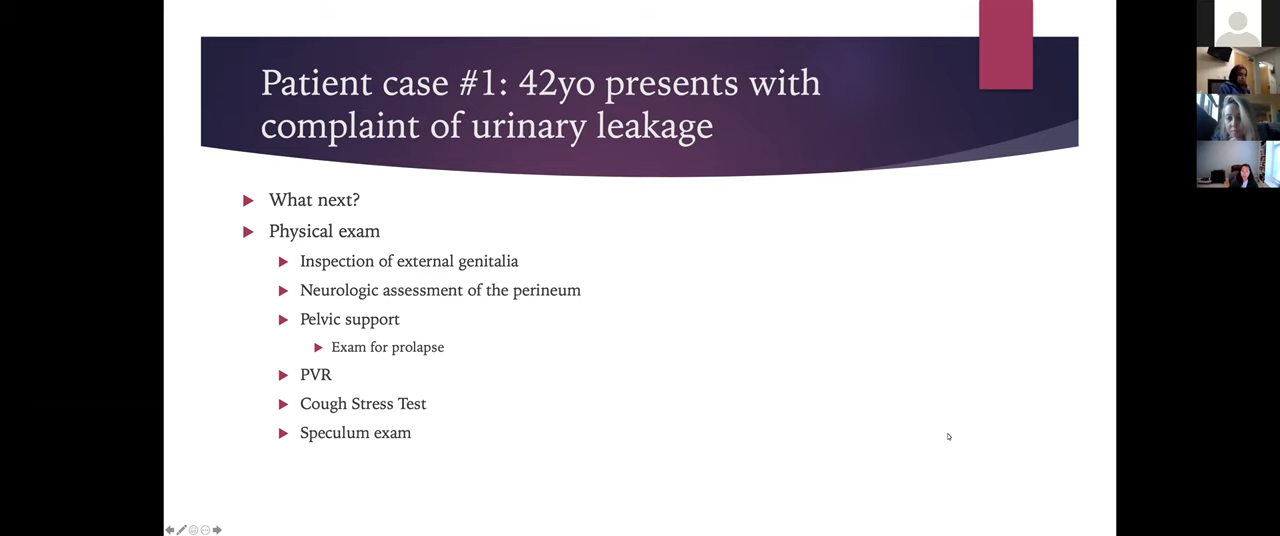 Patient case #1: 42yo presents with
complaint of urinary leakage
What next?
Physical exam
Inspection of external genitalia
Neurologic assessment of the perineum
Pelvic support
Exam for prolapse
PVR
Cough Stress Test
Speculum exam